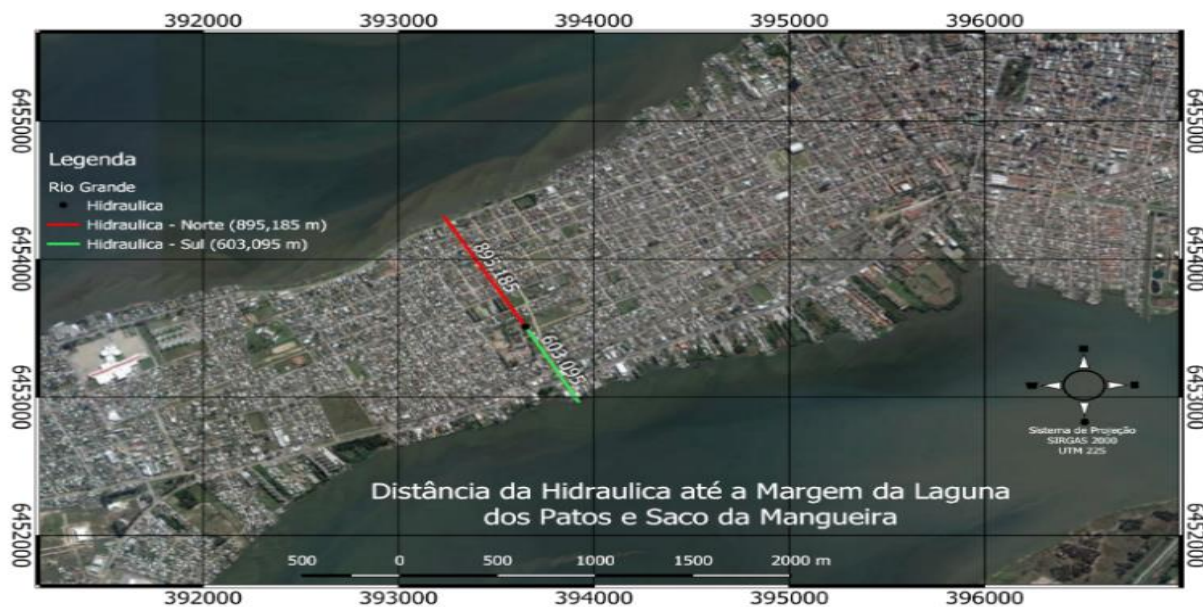 392000 393000 394000 395000 396000
6455000 6455000
Legenda
Rio Grande
Hidraulica
Hidraulica - Norte (895,185 m)
Hidraulica - Sul (603,095 m)
6454000 6454000
895,185
603,095
6453000 6453000
Sistema de Projeção
SIRGAS 2000
UTM 22S
Distância da Hidraulica até a Margem da Laguna
dos Patos e Saco da Mangueira
6452000 6452000
500 0 500 1000 1500 2000 m
392000 393000 394000 395000 396000